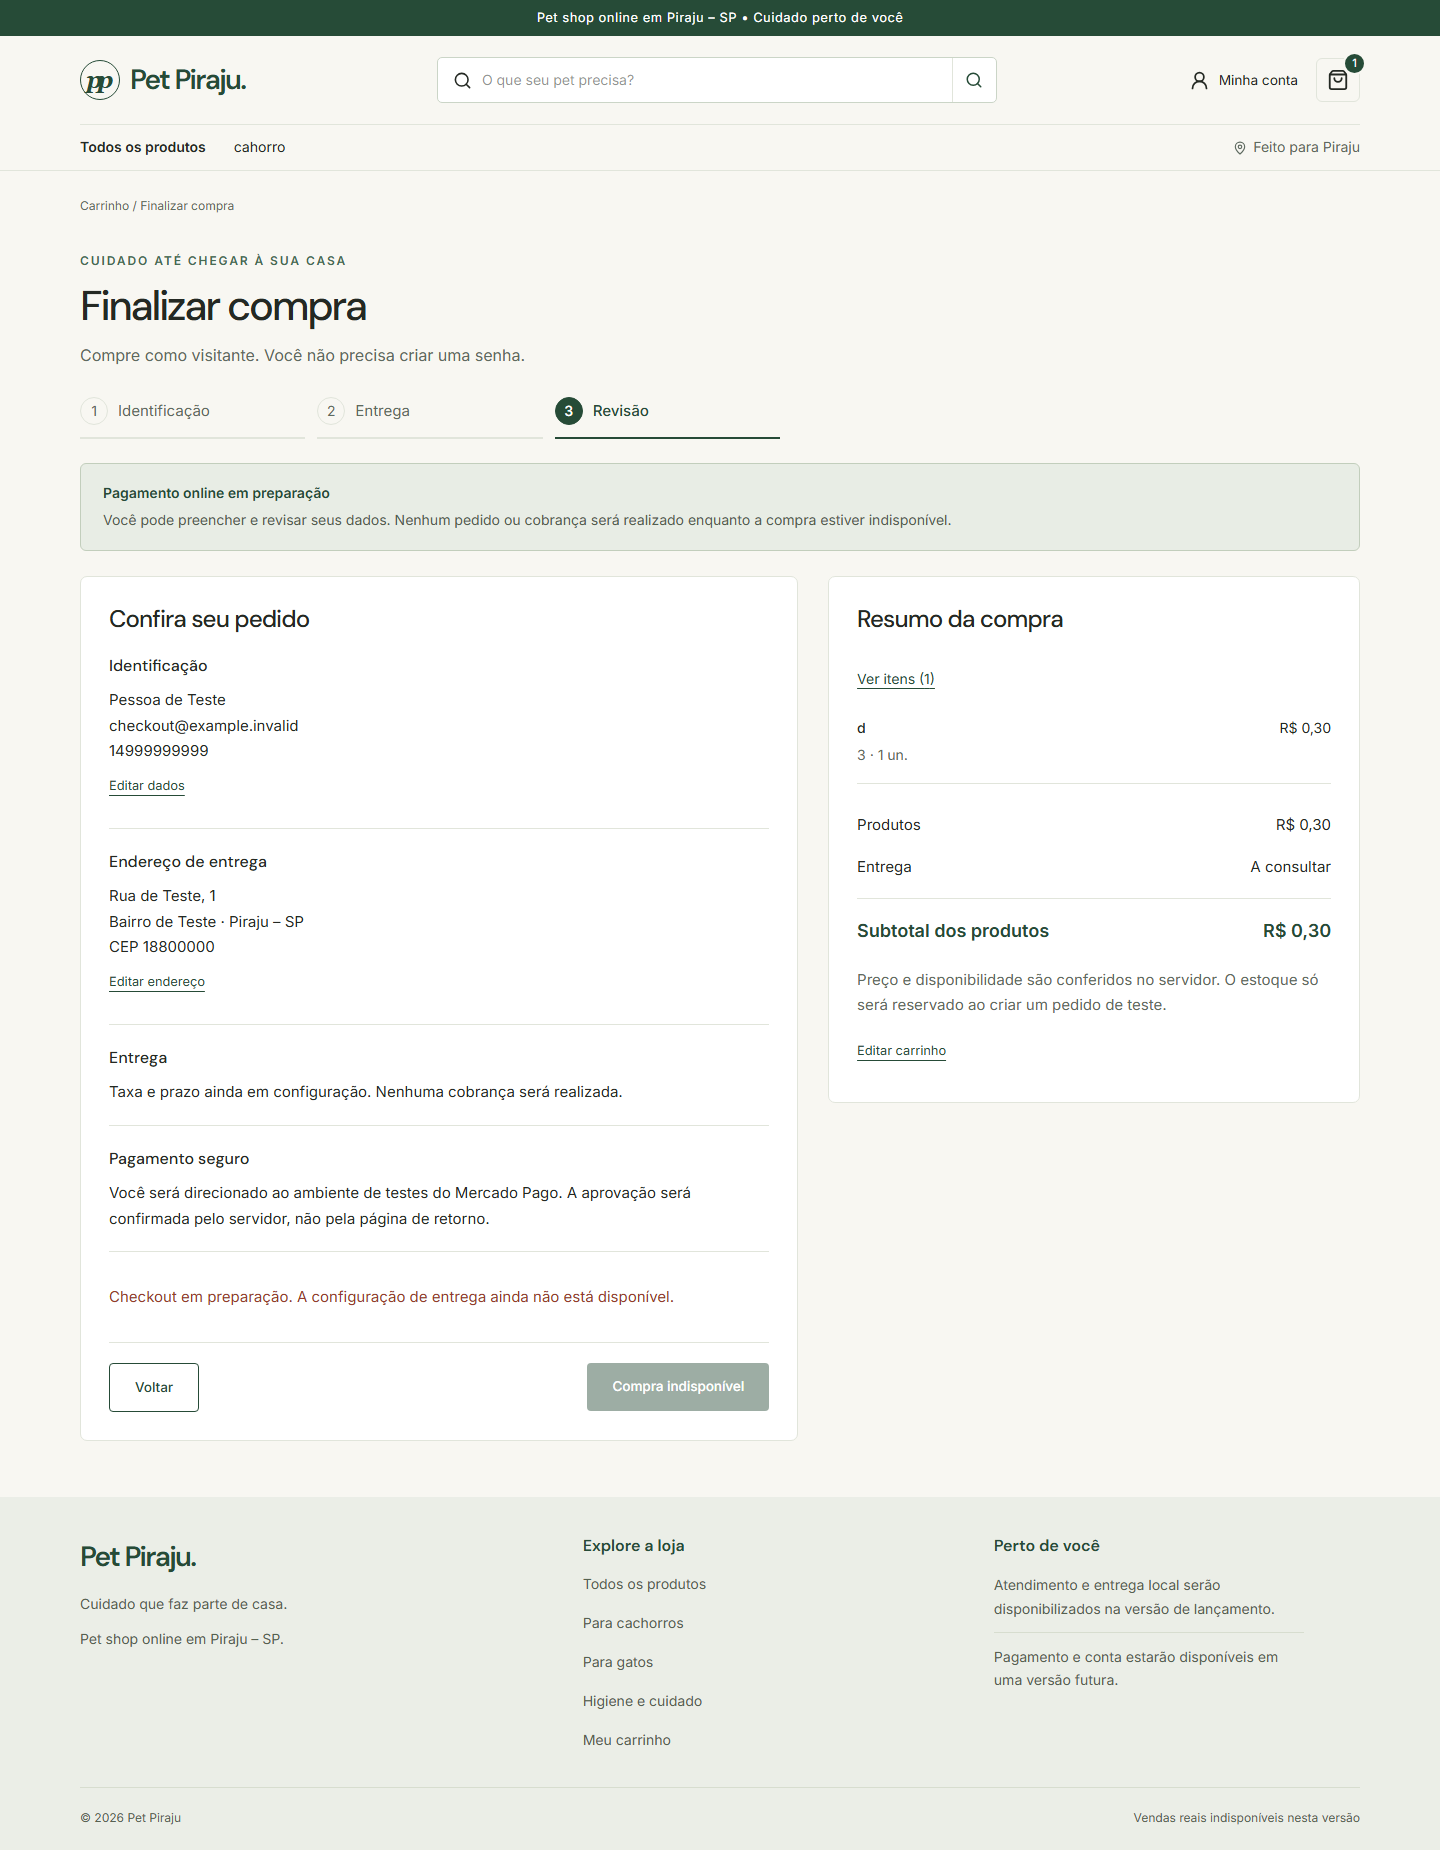 Pet shop online em Piraju – SP • Cuidado perto de você
pp Pet Piraju.
O que seu pet precisa?
Minha conta
1
Todos os produtos
cahorro
Feito para Piraju
Carrinho / Finalizar compra
CUIDADO ATÉ CHEGAR À SUA CASA
Finalizar compra
Compre como visitante. Você não precisa criar uma senha.
1 Identificação
2 Entrega
3 Revisão
Pagamento online em preparação
Você pode preencher e revisar seus dados. Nenhum pedido ou cobrança será realizado enquanto a compra estiver indisponível.
Confira seu pedido
Identificação
Pessoa de Teste
checkout@example.invalid
14999999999
Editar dados
Endereço de entrega
Rua de Teste, 1
Bairro de Teste · Piraju – SP
CEP 18800000
Editar endereço
Entrega
Taxa e prazo ainda em configuração. Nenhuma cobrança será realizada.
Pagamento seguro
Você será direcionado ao ambiente de testes do Mercado Pago. A aprovação será
confirmada pelo servidor, não pela página de retorno.
Checkout em preparação. A configuração de entrega ainda não está disponível.
Voltar
Compra indisponível
Resumo da compra
Ver itens (1)
d R$ 0,30
3 · 1 un.
Produtos R$ 0,30
Entrega A consultar
Subtotal dos produtos R$ 0,30
Preço e disponibilidade são conferidos no servidor. O estoque só
será reservado ao criar um pedido de teste.
Editar carrinho
Pet Piraju.
Cuidado que faz parte de casa.
Pet shop online em Piraju – SP.
Explore a loja
Todos os produtos
Para cachorros
Para gatos
Higiene e cuidado
Meu carrinho
Perto de você
Atendimento e entrega local serão
disponibilizados na versão de lançamento.
Pagamento e conta estarão disponíveis em
uma versão futura.
© 2026 Pet Piraju
Vendas reais indisponíveis nesta versão